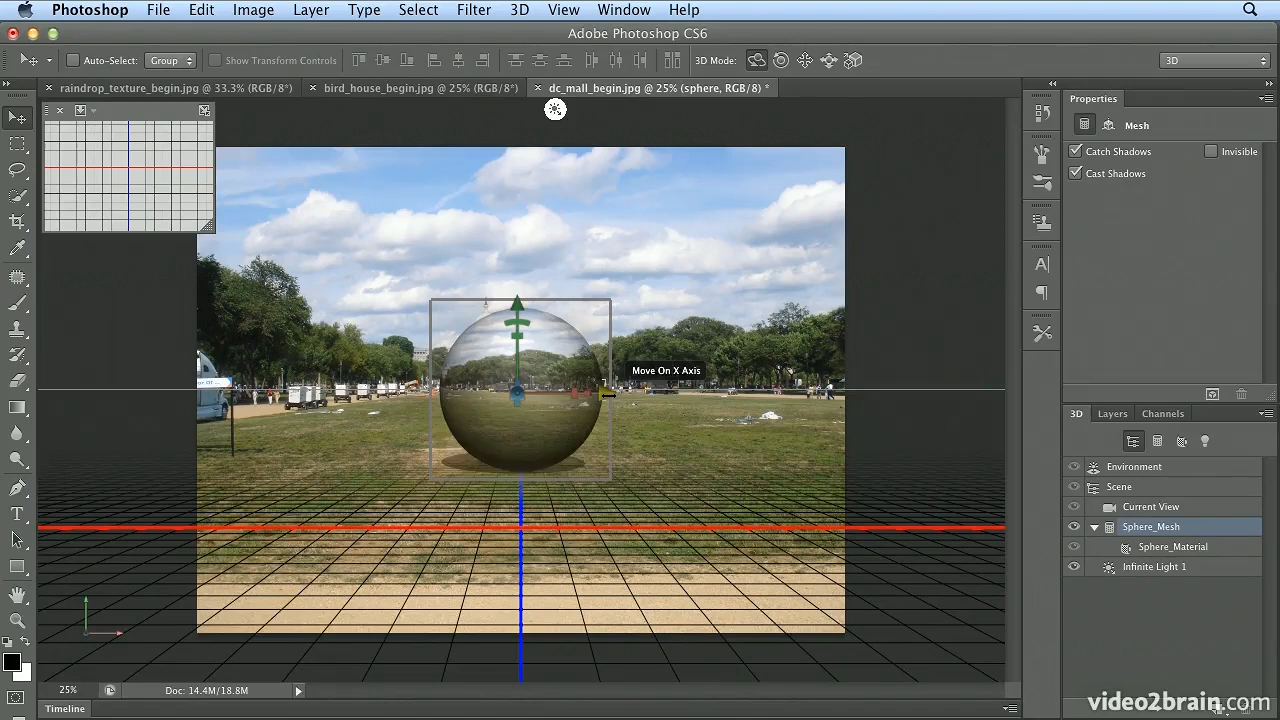 Photoshop File Edit Image Layer Type Select Filter 3D View Window Help
Adobe Photoshop CS6
Auto-Select: Group Show Transform Controls 3D Mode: 3D
raindrop_texture_begin.jpg @ 33.3% (RGB/8*) bird_house_begin.jpg @ 25% (RGB/8*) dc_mall_begin.jpg @ 25% (sphere, RGB/8) *
Properties
Mesh
Catch Shadows Invisible
Cast Shadows
Move On X Axis
3D Layers Channels
Environment
Scene
Current View
Sphere_Mesh
Sphere_Material
Infinite Light 1
25% Doc: 14.4M/18.8M
Timeline
video2brain.com